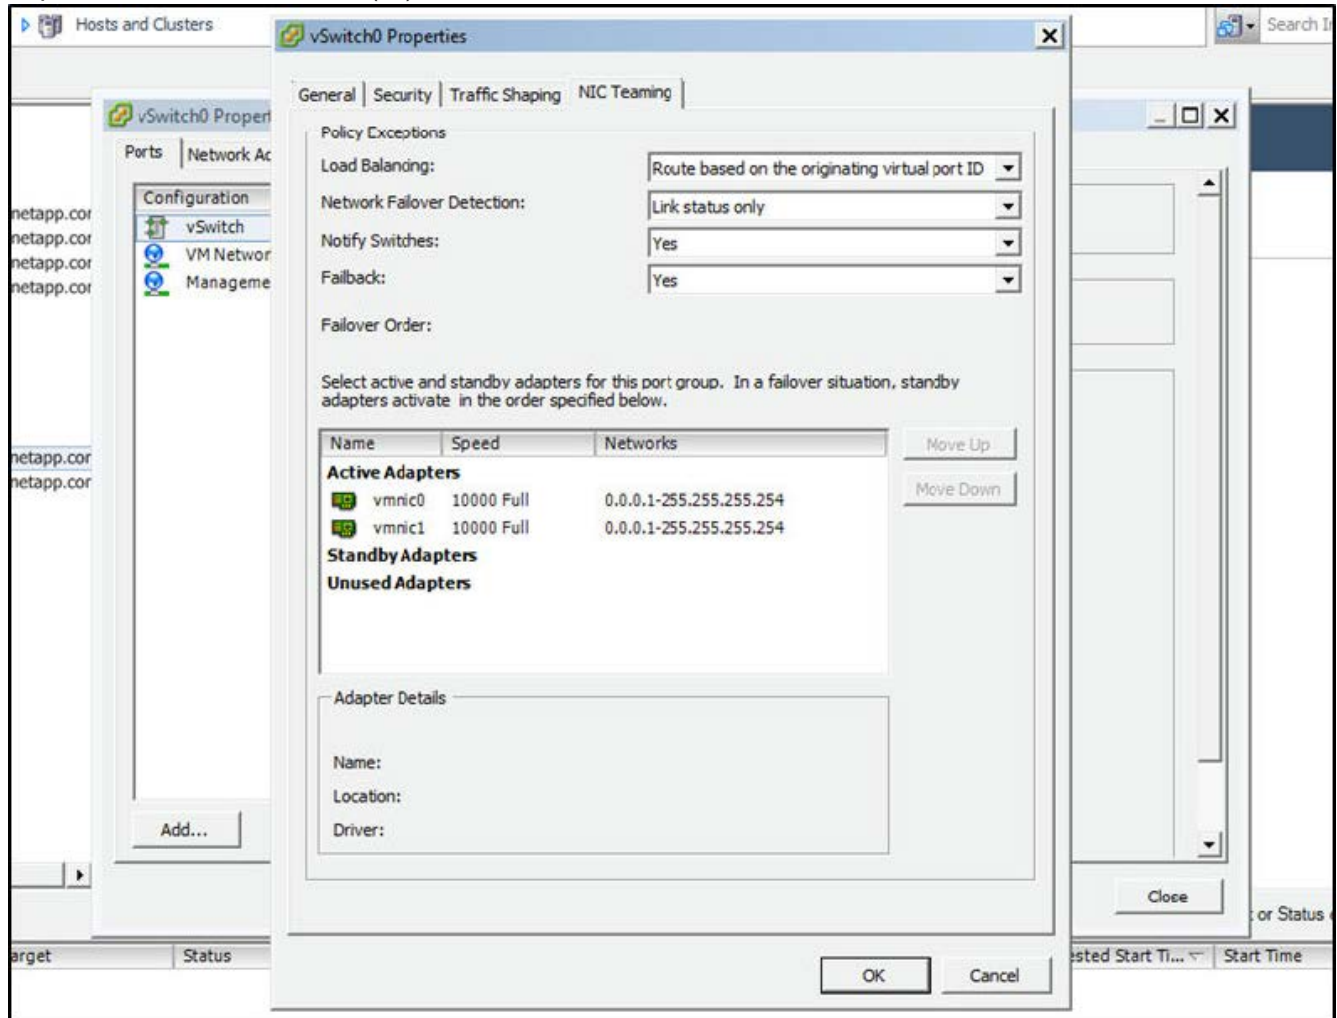 Hosts and Clusters
Search
vSwitch0 Properties
General Security Traffic Shaping NIC Teaming
Policy Exceptions
Load Balancing: Route based on the originating virtual port ID
Network Failover Detection: Link status only
Notify Switches: Yes
Failback: Yes
Failover Order:
Select active and standby adapters for this port group. In a failover situation, standby
adapters activate in the order specified below.
Name Speed Networks
Active Adapters
vmnic0 10000 Full 0.0.0.1-255.255.255.254
vmnic1 10000 Full 0.0.0.1-255.255.255.254
Standby Adapters
Unused Adapters
Move Up
Move Down
Adapter Details
Name:
Location:
Driver:
OK Cancel
vSwitch0 Proper
Ports Network Ac
Configuration
vSwitch
VM Networ
Manageme
Add...
Close
netapp.cor
netapp.cor
netapp.cor
netapp.cor
netapp.cor
netapp.cor
or Status
arget Status ested Start Ti... Start Time